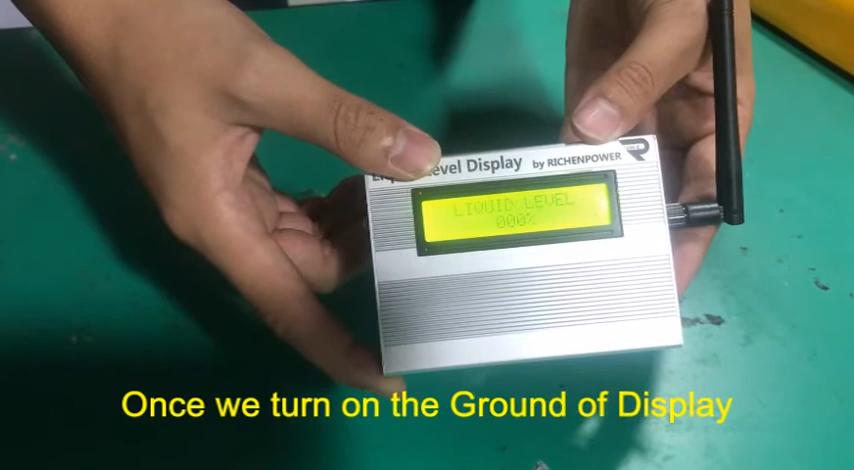 Level Display by RICHENPOWER
LIQUID LEVEL
000%
Once we turn on the Ground of Display